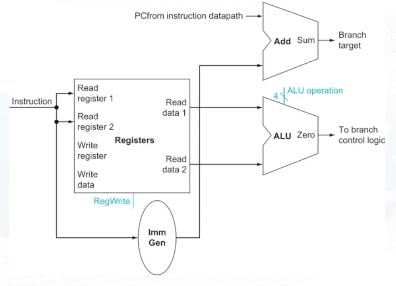 PCfrom instruction datapath
Add Sum
Branch
target
4
ALU operation
Instruction
Read
register 1
Read
register 2
Write
register
Write
data
Registers
Read
data 1
Read
data 2
RegWrite
ALU Zero
To branch
control logic
Imm
Gen